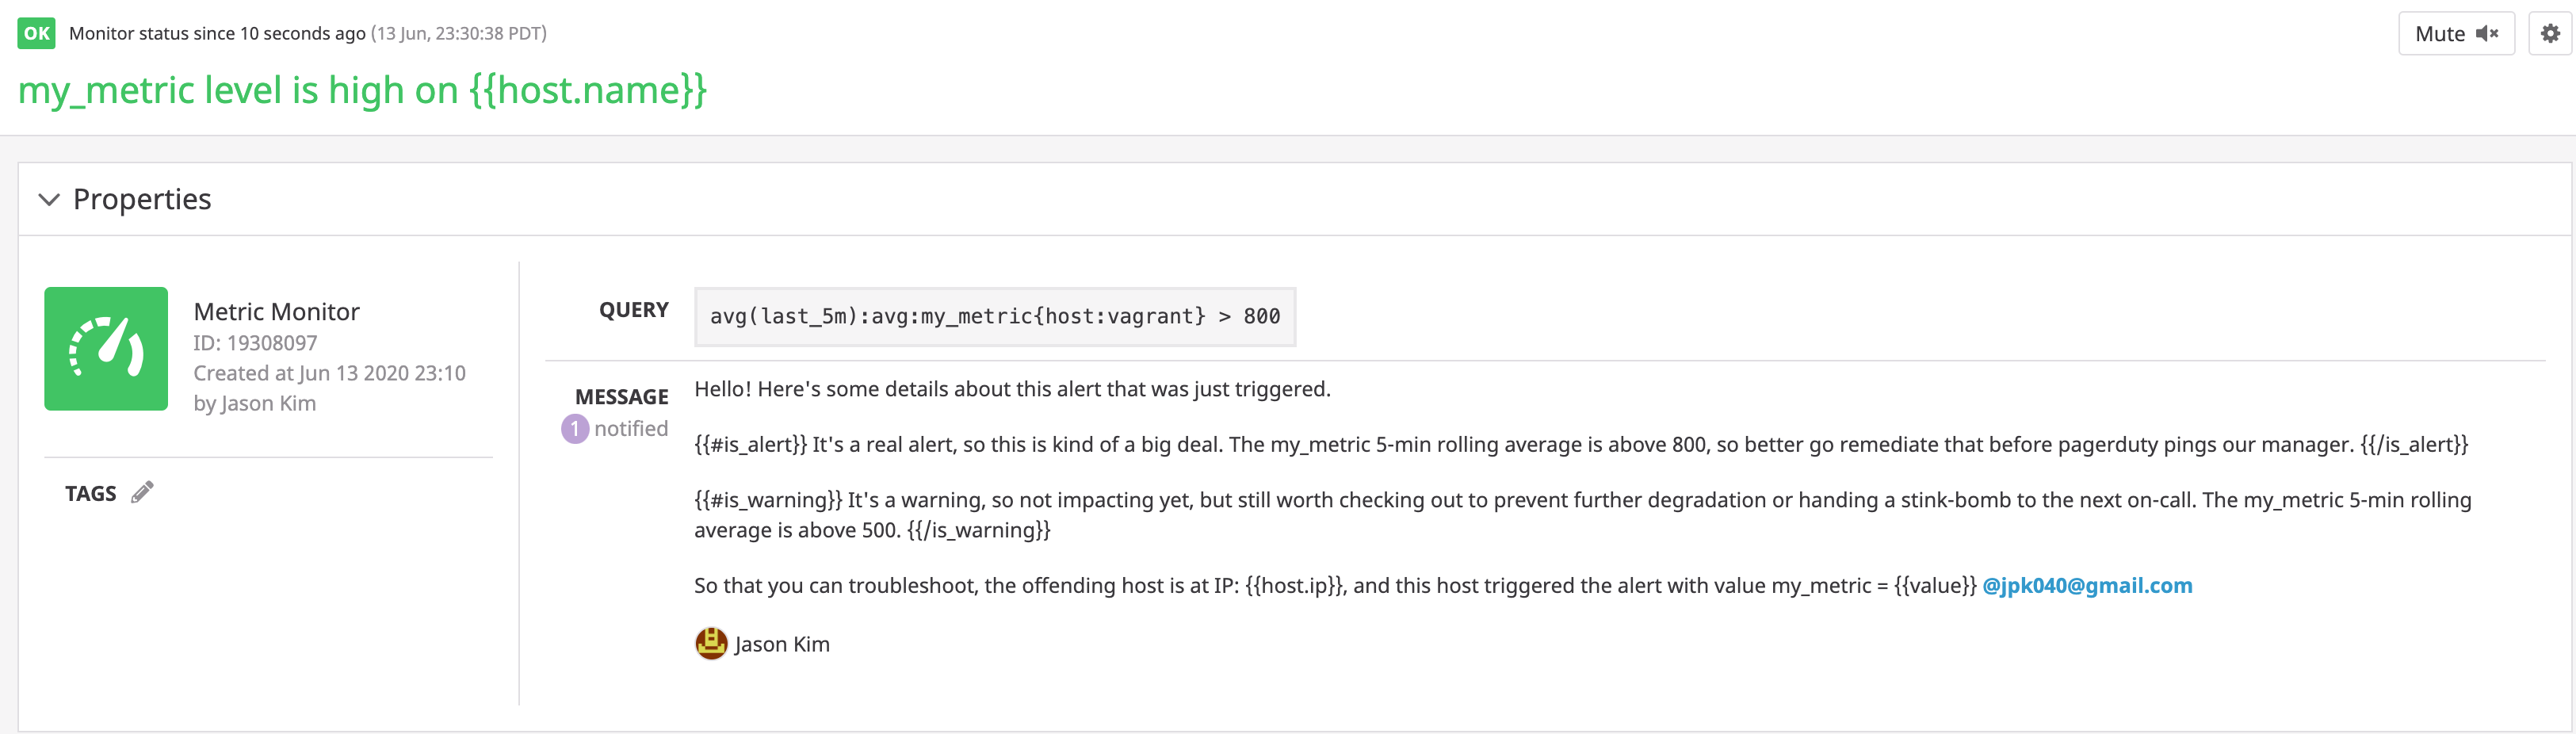 OK Monitor status since 10 seconds ago (13 Jun, 23:30:38 PDT)
Mute
my_metric level is high on {{host.name}}
Properties
Metric Monitor
ID: 19308097
Created at Jun 13 2020 23:10
by Jason Kim
TAGS
QUERY
avg(last_5m):avg:my_metric{host:vagrant} > 800
MESSAGE
1 notified
Hello! Here's some details about this alert that was just triggered.
{{#is_alert}} It's a real alert, so this is kind of a big deal. The my_metric 5-min rolling average is above 800, so better go remediate that before pagerduty pings our manager. {{/is_alert}}
{{#is_warning}} It's a warning, so not impacting yet, but still worth checking out to prevent further degradation or handing a stink-bomb to the next on-call. The my_metric 5-min rolling
average is above 500. {{/is_warning}}
So that you can troubleshoot, the offending host is at IP: {{host.ip}}, and this host triggered the alert with value my_metric = {{value}} @jpk040@gmail.com
Jason Kim